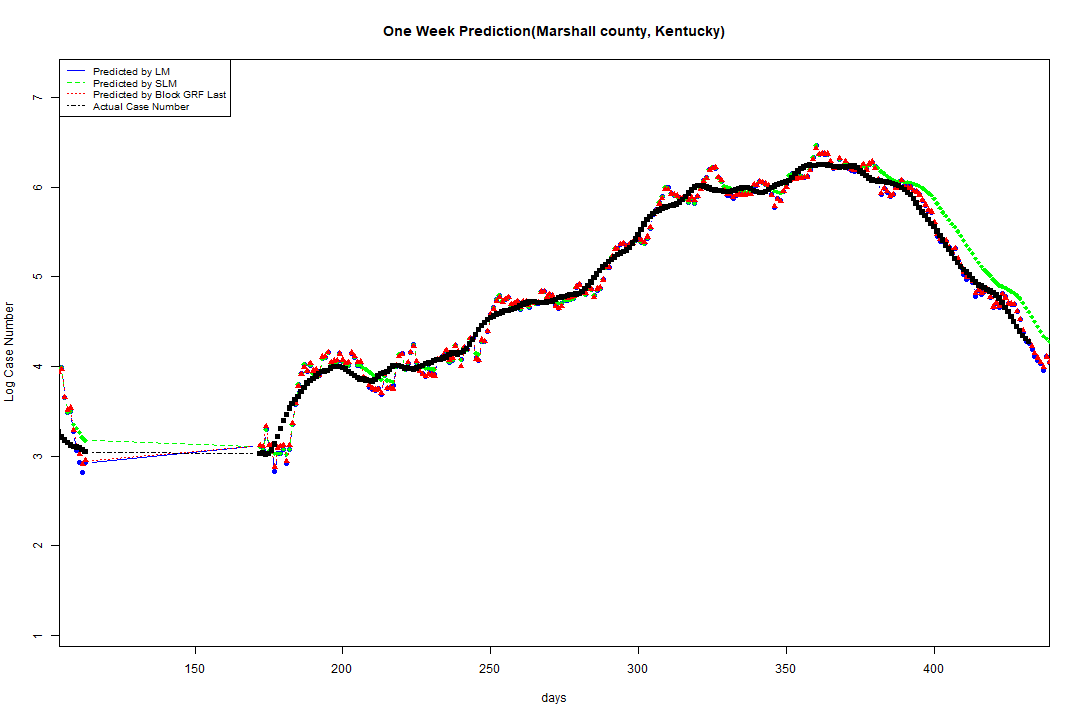 One Week Prediction(Marshall county, Kentucky)
Predicted by LM
Predicted by SLM
Predicted by Block GRF Last
Actual Case Number
7
6
5
4
3
2
1
Log Case Number
150 200 250 300 350 400
days